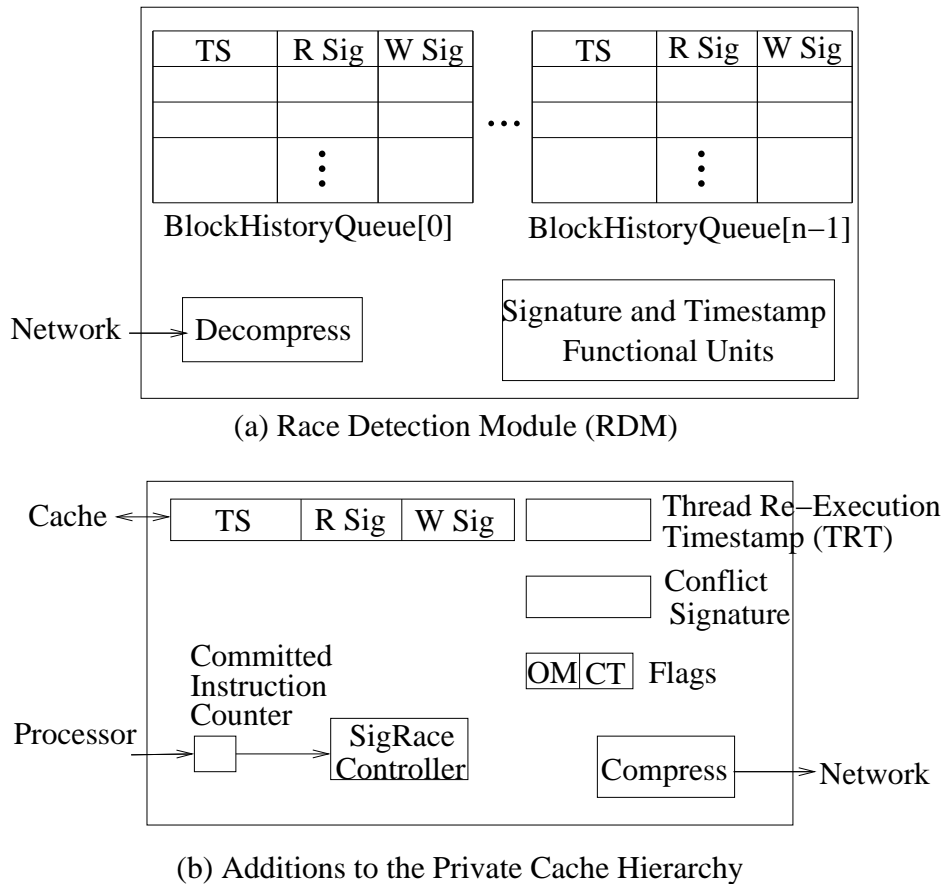 TS R Sig W Sig TS R Sig W Sig
...
BlockHistoryQueue[0] BlockHistoryQueue[n−1]
Network Decompress
Signature and Timestamp
Functional Units
(a) Race Detection Module (RDM)
Cache TS R Sig W Sig
Thread Re−Execution
Timestamp (TRT)
Conflict
Signature
OM CT Flags
Committed
Instruction
Counter
Processor
SigRace
Controller
Compress Network
(b) Additions to the Private Cache Hierarchy